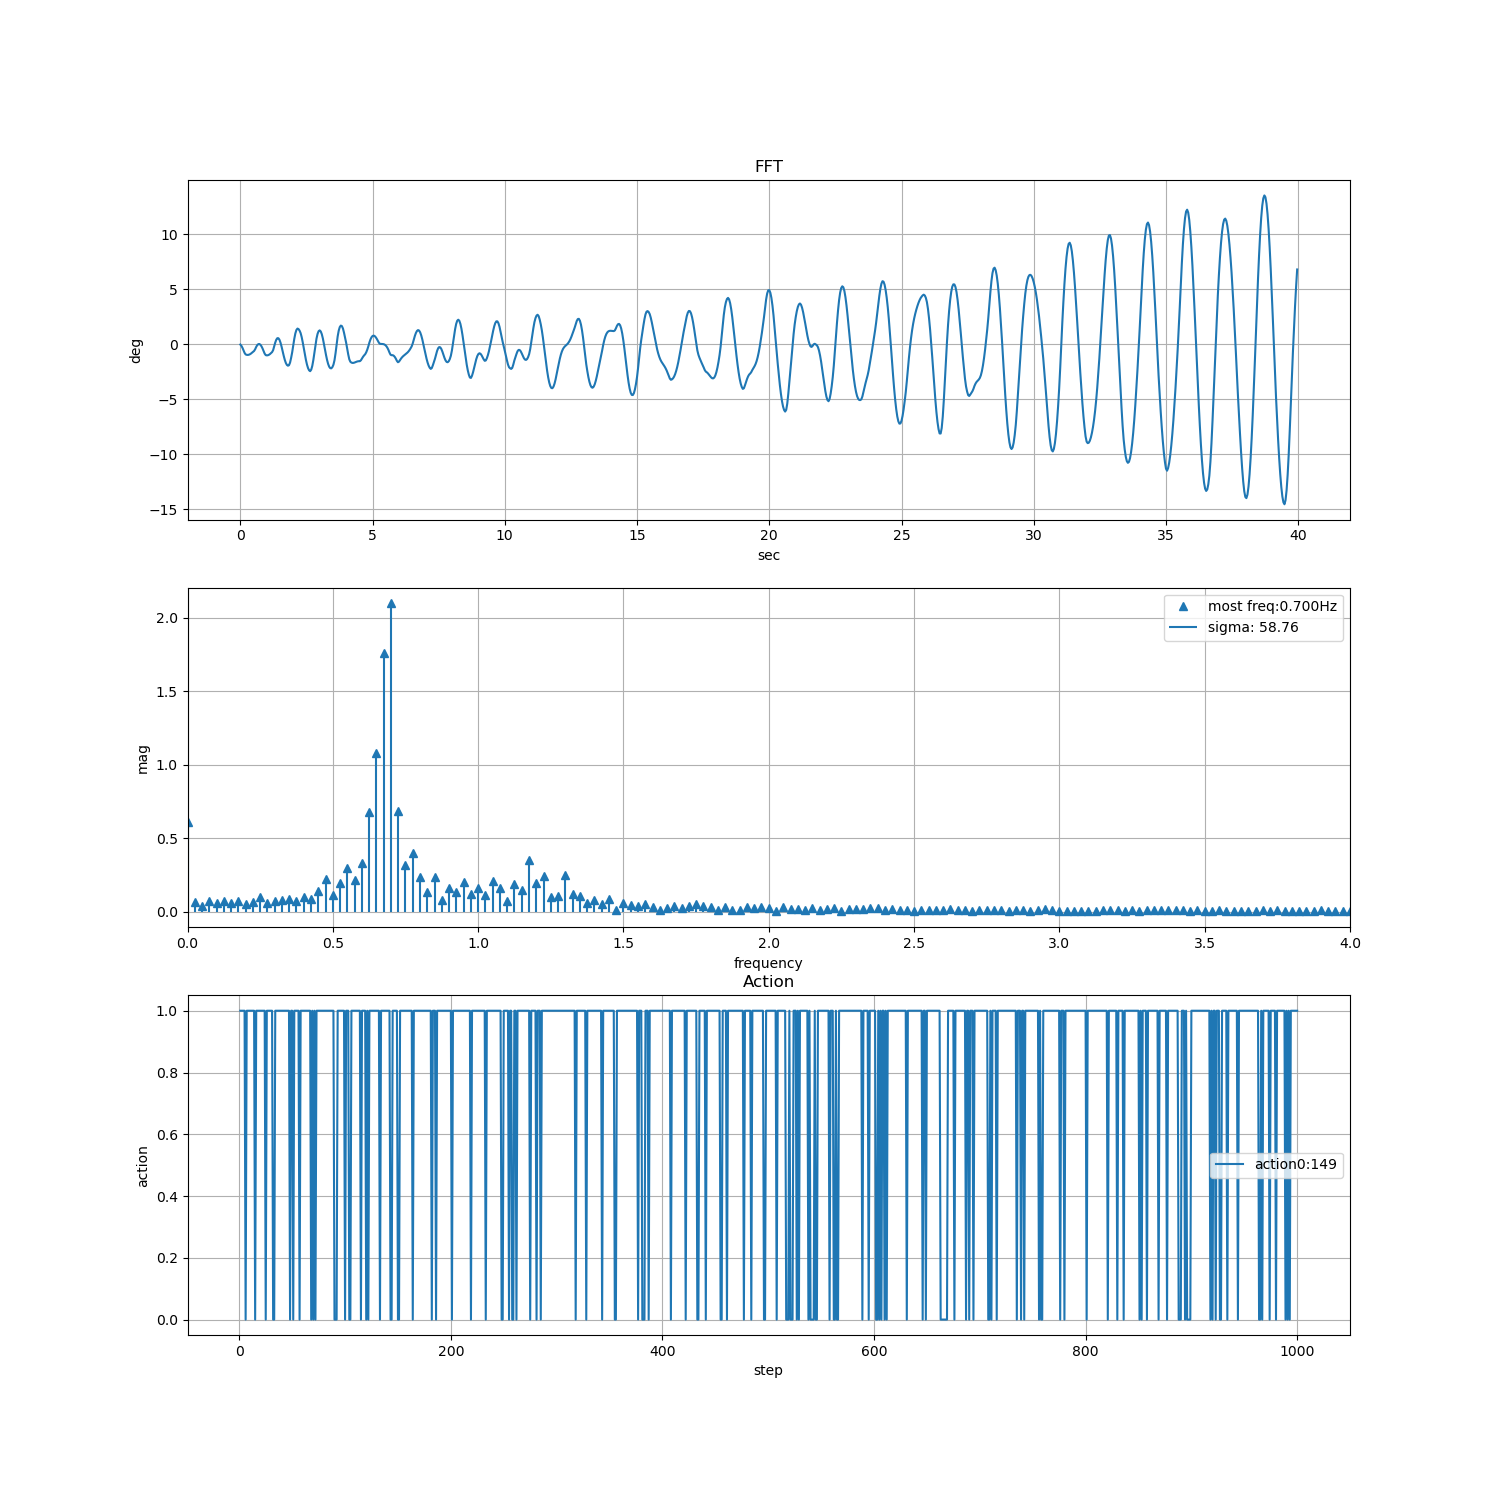 FFT
10
5
0
−5
−10
−15
deg
0 5 10 15 20 25 30 35 40
sec
most freq:0.700Hz
sigma: 58.76
2.0
1.5
1.0
0.5
0.0
mag
0.0 0.5 1.0 1.5 2.0 2.5 3.0 3.5 4.0
frequency
Action
1.0
0.8
0.6
0.4
0.2
0.0
action
action0:149
0 200 400 600 800 1000
step